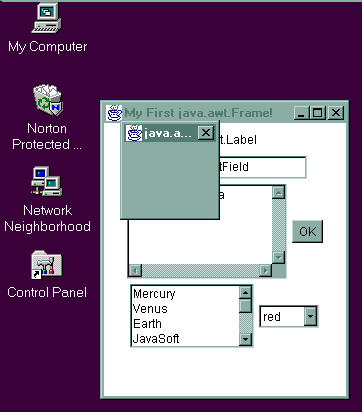 My Computer
Norton
Protected ...
Network
Neighborhood
Control Panel
My First java.awt.Frame!
java.a...
t.Label
tField
a
OK
Mercury
Venus
Earth
JavaSoft
red